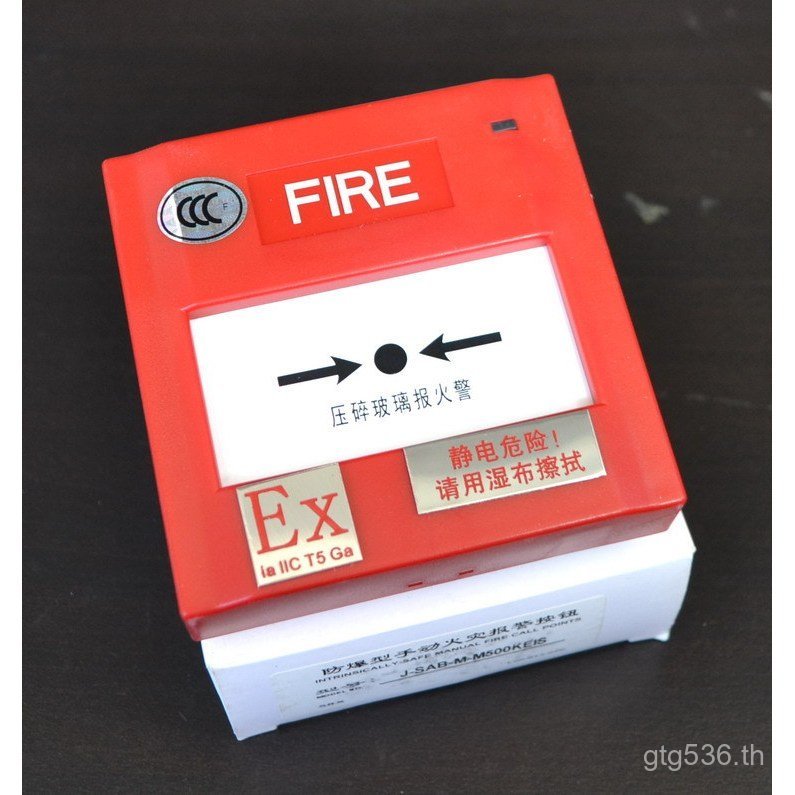 CCC F
FIRE
压碎玻璃报火警
静电危险!
请用湿布擦拭
Ex
ia IIC T5 Ga
防爆型手动火灾报警按钮
INTRINSICALLY-SAFE MANUAL FIRE CALL POINTS
J-SAB-M-M500KEIS
gtg536.th